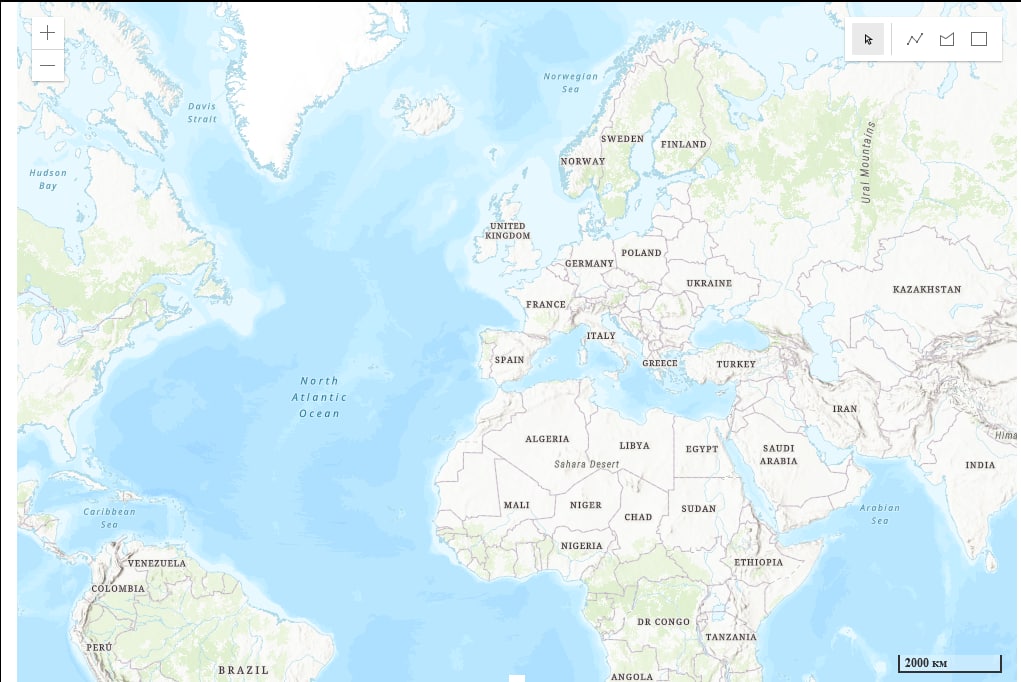 Davis
Strait
Norwegian
Sea
Hudson
Bay
SWEDEN
FINLAND
NORWAY
Ural Mountains
UNITED
KINGDOM
POLAND
GERMANY
UKRAINE
KAZAKHSTAN
FRANCE
ITALY
SPAIN
GREECE
TURKEY
North
Atlantic
Ocean
IRAN
ALGERIA
LIBYA
EGYPT
SAUDI
ARABIA
Hima
INDIA
Sahara Desert
MALI
NIGER
CHAD
SUDAN
Caribbean
Sea
Arabian
Sea
NIGERIA
VENEZUELA
ETHIOPIA
COLOMBIA
DR CONGO
TANZANIA
PERÚ
BRAZIL
ANGOLA
2000 км